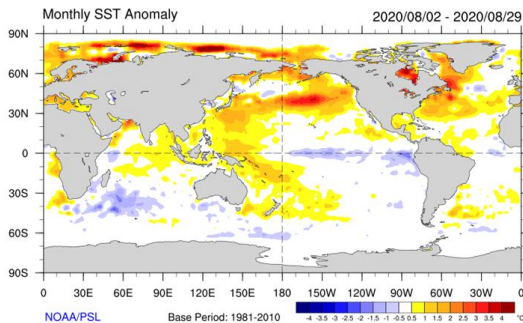 Monthly SST Anomaly 2020/08/02 - 2020/08/29
90N
60N
30N
0
30S
60S
90S
0 30E 60E 90E 120E 150E 180 150W 120W 90W 60W 30W 0
NOAA/PSL Base Period: 1981-2010
-4 -3.5 -3 -2.5 -2 -1.5 -1 -0.5 0.5 1 1.5 2 2.5 3 3.5 4 °C